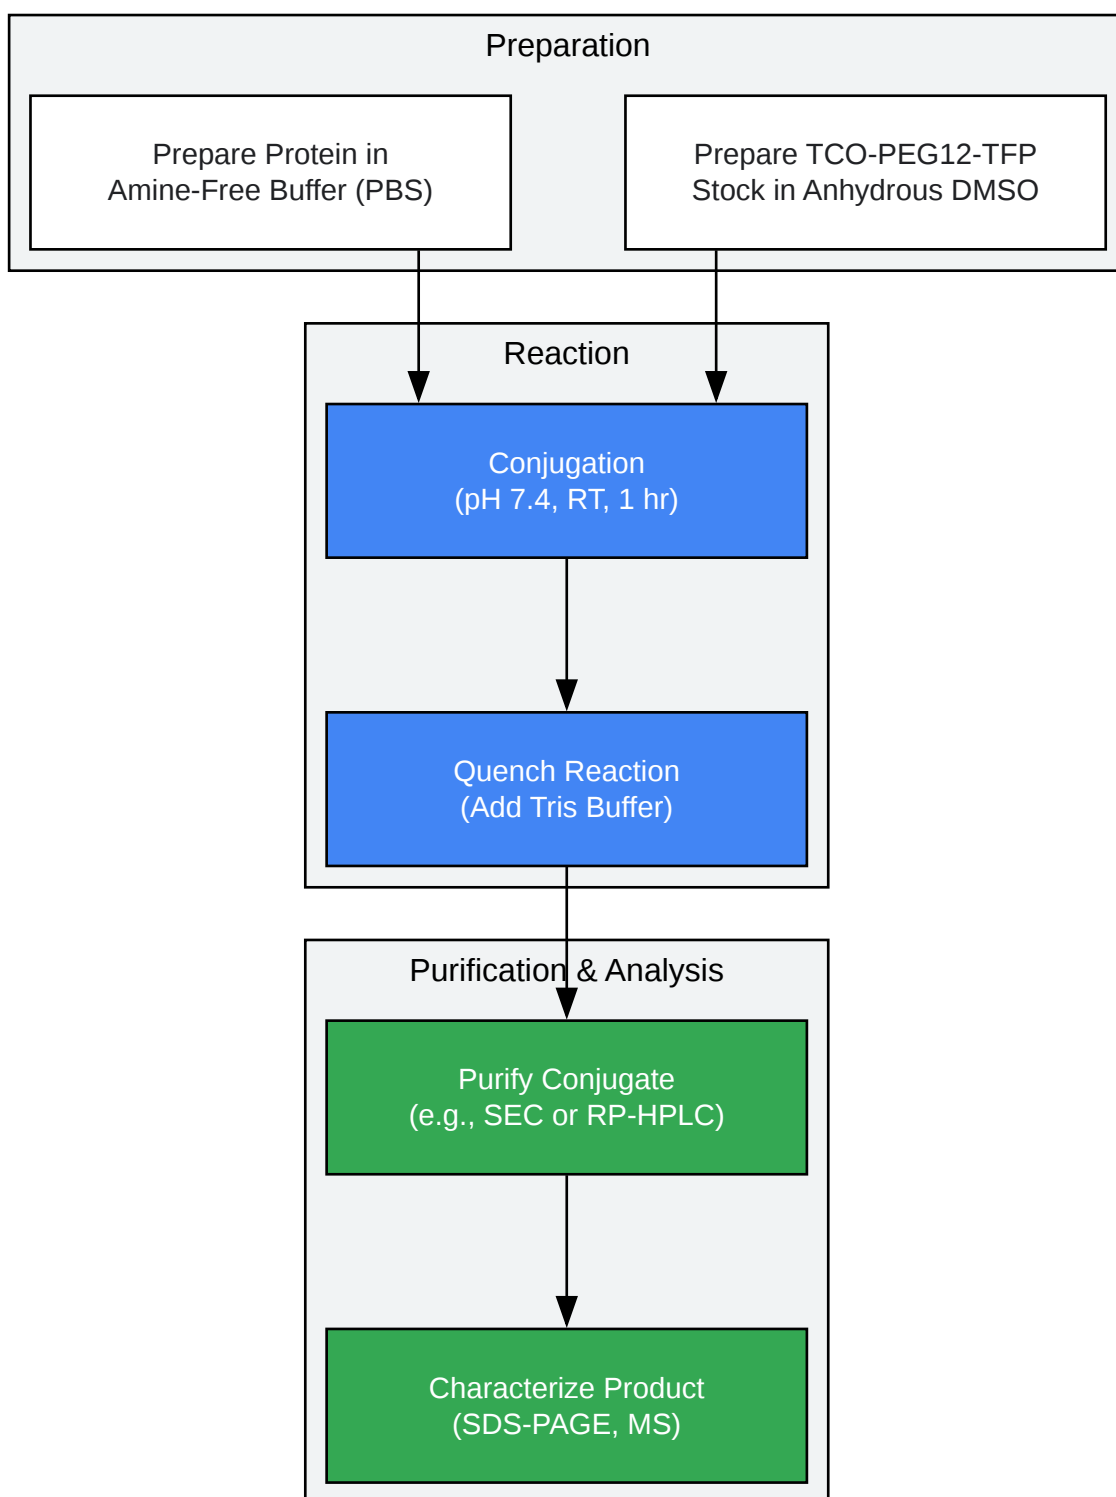 Preparation
Prepare Protein in
Amine-Free Buffer (PBS)
Prepare TCO-PEG12-TFP
Stock in Anhydrous DMSO
Reaction
Conjugation
(pH 7.4, RT, 1 hr)
Quench Reaction
(Add Tris Buffer)
Purification & Analysis
Purify Conjugate
(e.g., SEC or RP-HPLC)
Characterize Product
(SDS-PAGE, MS)